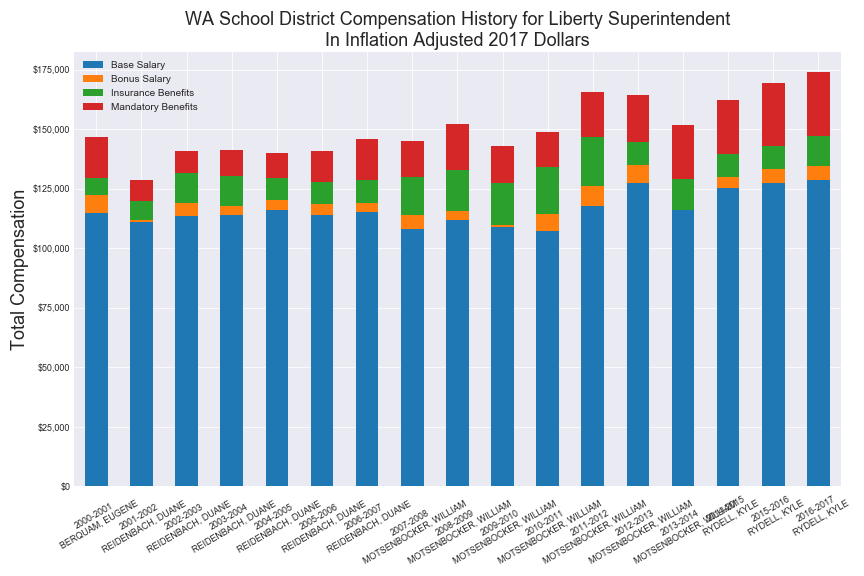 WA School District Compensation History for Liberty Superintendent
In Inflation Adjusted 2017 Dollars
Base Salary
Bonus Salary
Insurance Benefits
Mandatory Benefits
Total Compensation
$175,000
$150,000
$125,000
$100,000
$75,000
$50,000
$25,000
$0
2000-2001
BERQUAM, EUGENE
2001-2002
REIDENBACH, DUANE
2002-2003
REIDENBACH, DUANE
2003-2004
REIDENBACH, DUANE
2004-2005
REIDENBACH, DUANE
2005-2006
REIDENBACH, DUANE
2006-2007
REIDENBACH, DUANE
2007-2008
MOTSENBOCKER, WILLIAM
2008-2009
MOTSENBOCKER, WILLIAM
2009-2010
MOTSENBOCKER, WILLIAM
2010-2011
MOTSENBOCKER, WILLIAM
2011-2012
MOTSENBOCKER, WILLIAM
2012-2013
MOTSENBOCKER, WILLIAM
2013-2014
MOTSENBOCKER, WILLIAM
2014-2015
RYDELL, KYLE
2015-2016
RYDELL, KYLE
2016-2017
RYDELL, KYLE